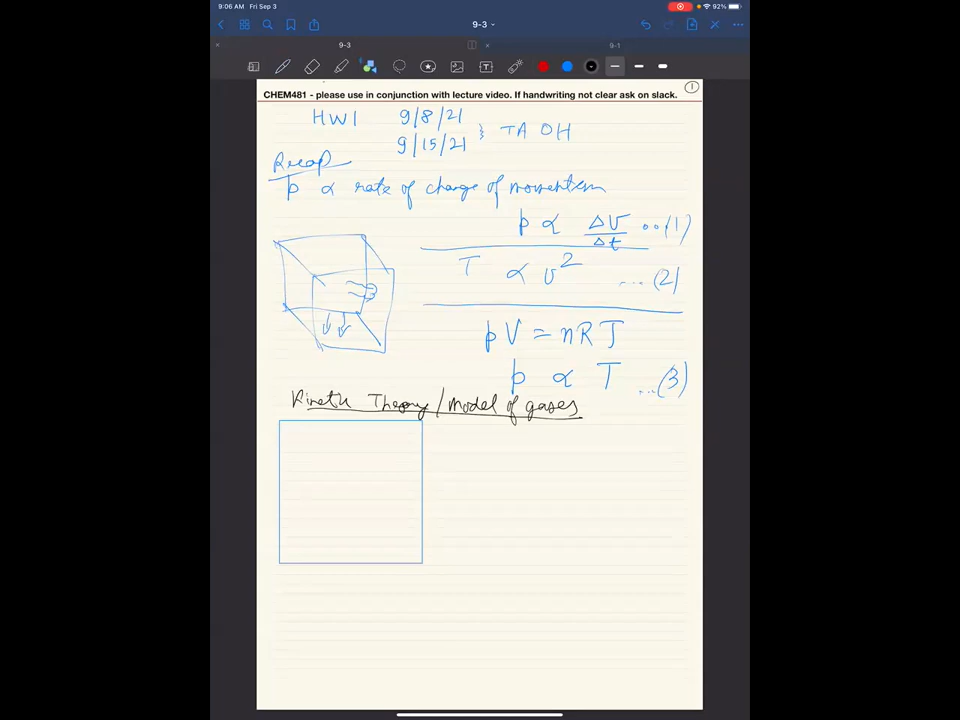 9:06 AM Fri Sep 3
92%
9-3
9-3
9-1
1
CHEM481 - please use in conjunction with lecture video. If handwriting not clear ask on slack.
HW1 9/8/21
9/15/21 } TA OH
Recap
p ∝ rate of change of momentum
p ∝ Δv/Δt ...(1)
T ∝ v² ...(2)
pV = nRT
p ∝ T ...(3)
Kinetic Theory/Model of gases